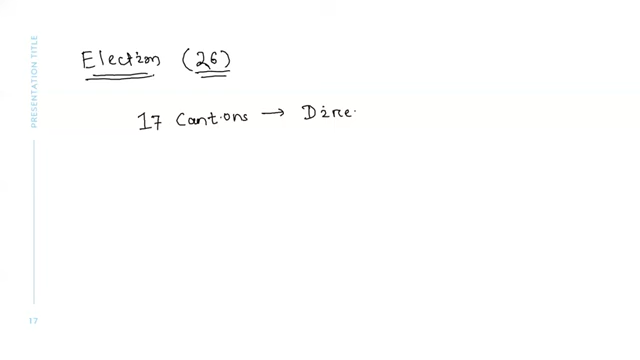 PRESENTATION TITLE
Election (26)
17 Cantons → Dire
17